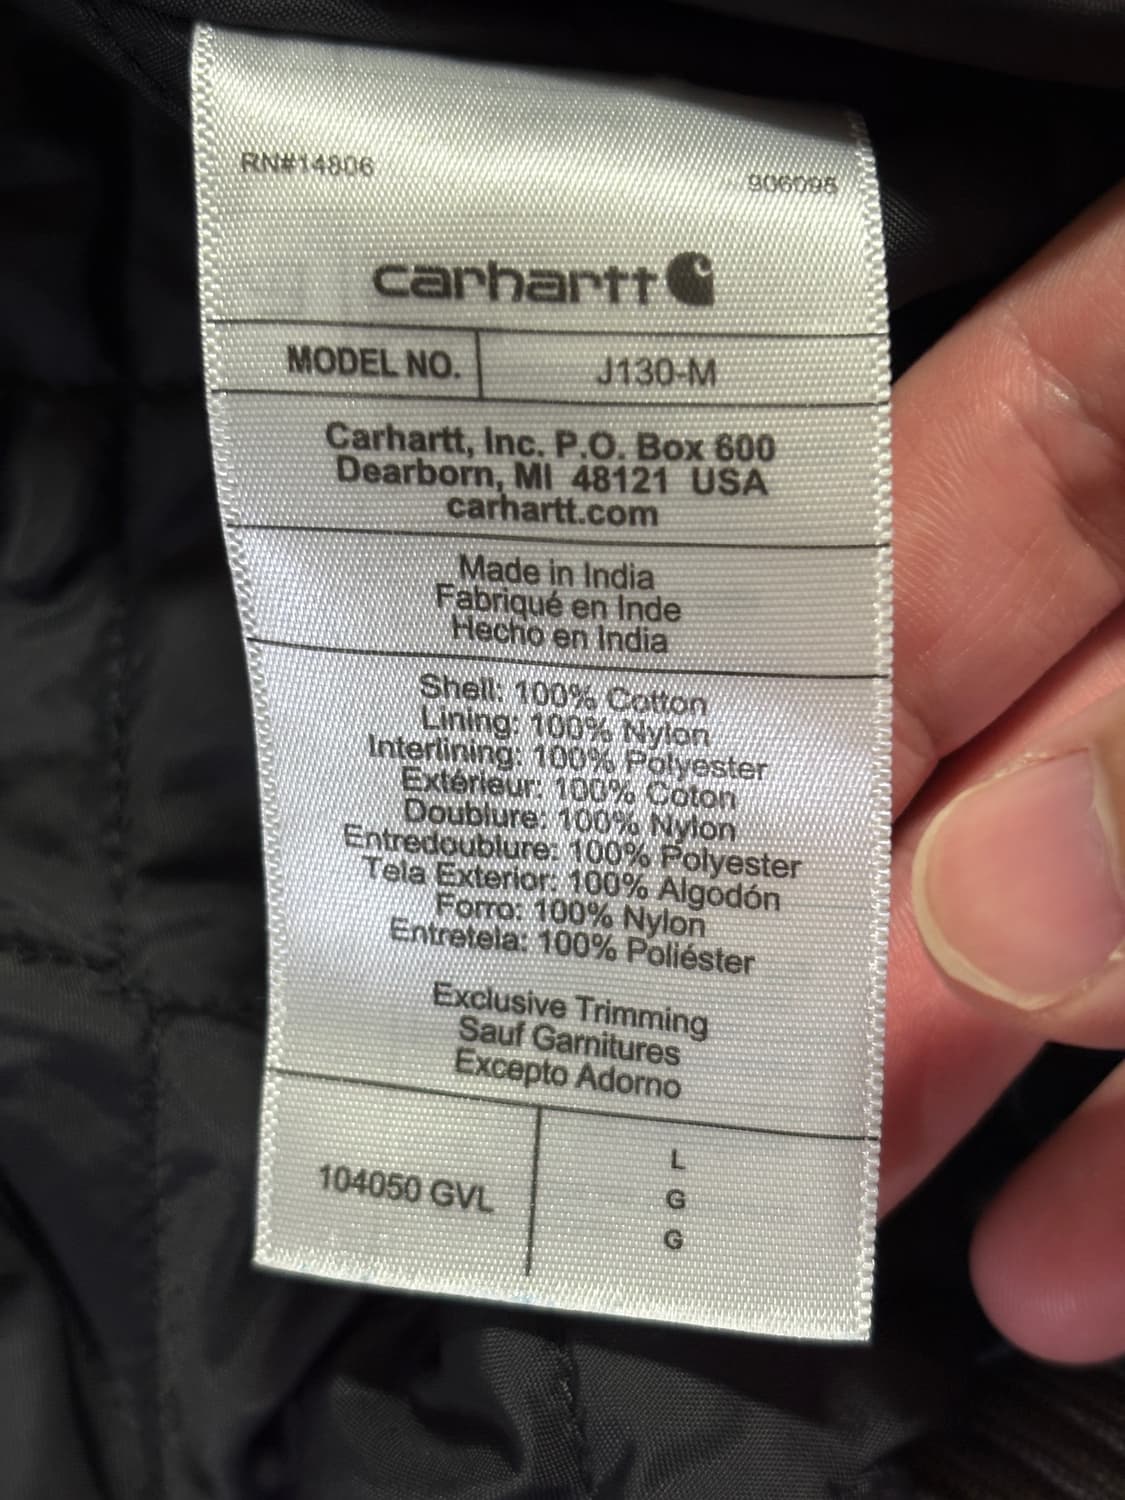 RN#14806
906098
carhartt
MODEL NO. J130-M
Carhartt, Inc. P.O. Box 600
Dearborn, MI 48121 USA
carhartt.com
Made in India
Fabriqué en Inde
Hecho en India
Shell: 100% Cotton
Lining: 100% Nylon
Interlining: 100% Polyester
Extérieur: 100% Coton
Doublure: 100% Nylon
Entredoublure: 100% Polyester
Tela Exterior: 100% Algodón
Forro: 100% Nylon
Entretela: 100% Poliéster
Exclusive Trimming
Sauf Garnitures
Excepto Adorno
104050 GVL
L
G
G